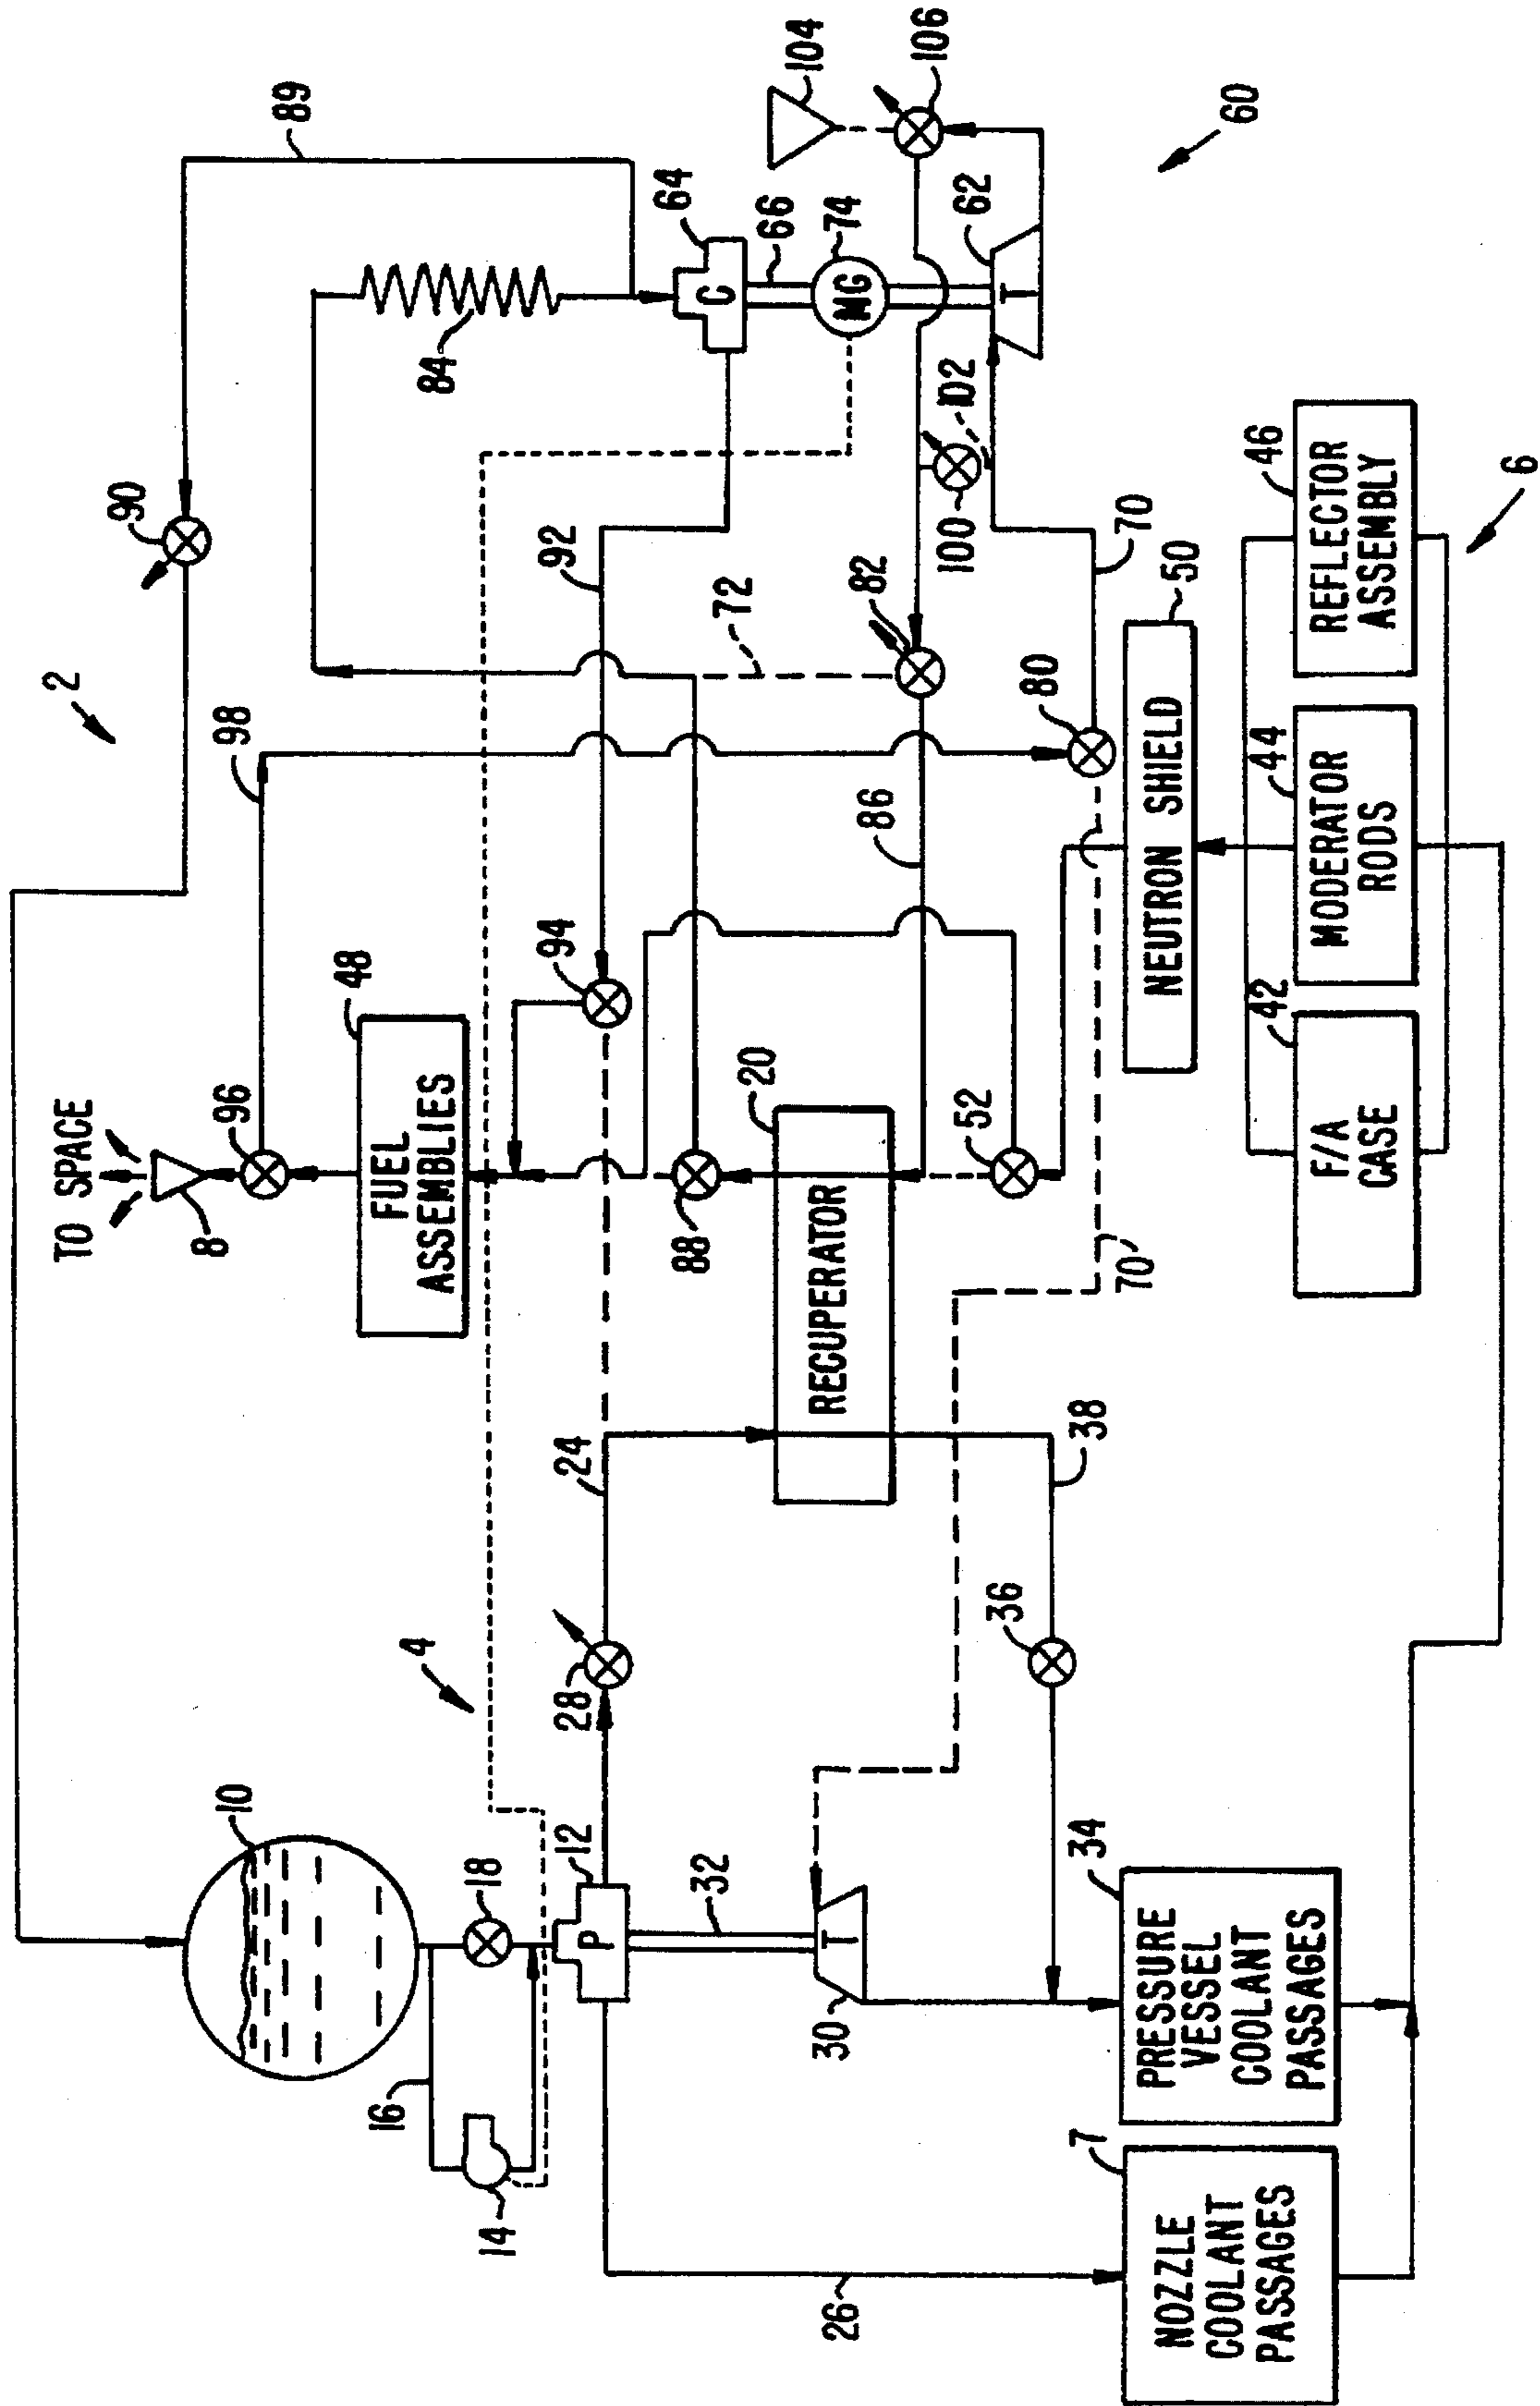 2
89
90
98
TO SPACE
8
96
48
FUEL
ASSEMBLIES
84
C
64
66
MG
74
104
106
T
62
60
102
100
92
94
72
82
86
88
20
RECUPERATOR
52
80
70
70
NEUTRON SHIELD
50
42
F/A
CASE
44
MODERATOR
RODS
46
REFLECTOR
ASSEMBLY
6
10
16
18
14
P
12
4
28
24
32
T
30
36
38
26
7
NOZZLE
COOLANT
PASSAGES
34
PRESSURE
VESSEL
COOLANT
PASSAGES